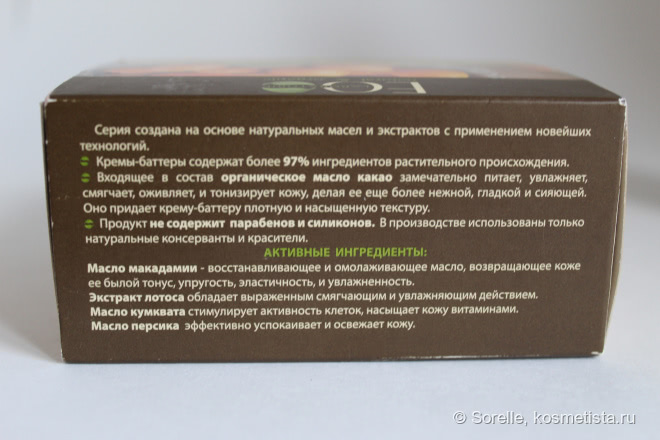 Серия создана на основе натуральных масел и экстрактов с применением новейших
технологий.
Кремы-баттеры содержат более 97% ингредиентов растительного происхождения.
Входящее в состав органическое масло какао замечательно питает, увлажняет,
смягчает, оживляет, и тонизирует кожу, делая ее еще более нежной, гладкой и сияющей.
Оно придает крему-баттеру плотную и насыщенную текстуру.
Продукт не содержит парабенов и силиконов. В производстве использованы только
натуральные консерванты и красители.
АКТИВНЫЕ ИНГРЕДИЕНТЫ:
Масло макадамии - восстанавливающее и омолаживающее масло, возвращающее коже
ее былой тонус, упругость, эластичность, и увлажненность.
Экстракт лотоса обладает выраженным смягчающим и увлажняющим действием.
Масло кумквата стимулирует активность клеток, насыщает кожу витаминами.
Масло персика эффективно успокаивает и освежает кожу.
© Sorelle, kosmetista.ru